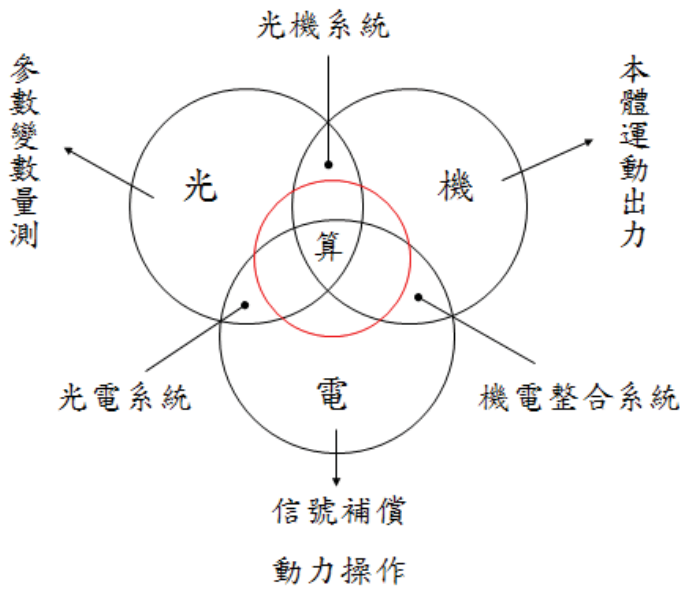 光機系統
參數變數量測
本體運動出力
光
機
算
光電系統
電
機電整合系統
信號補償
動力操作